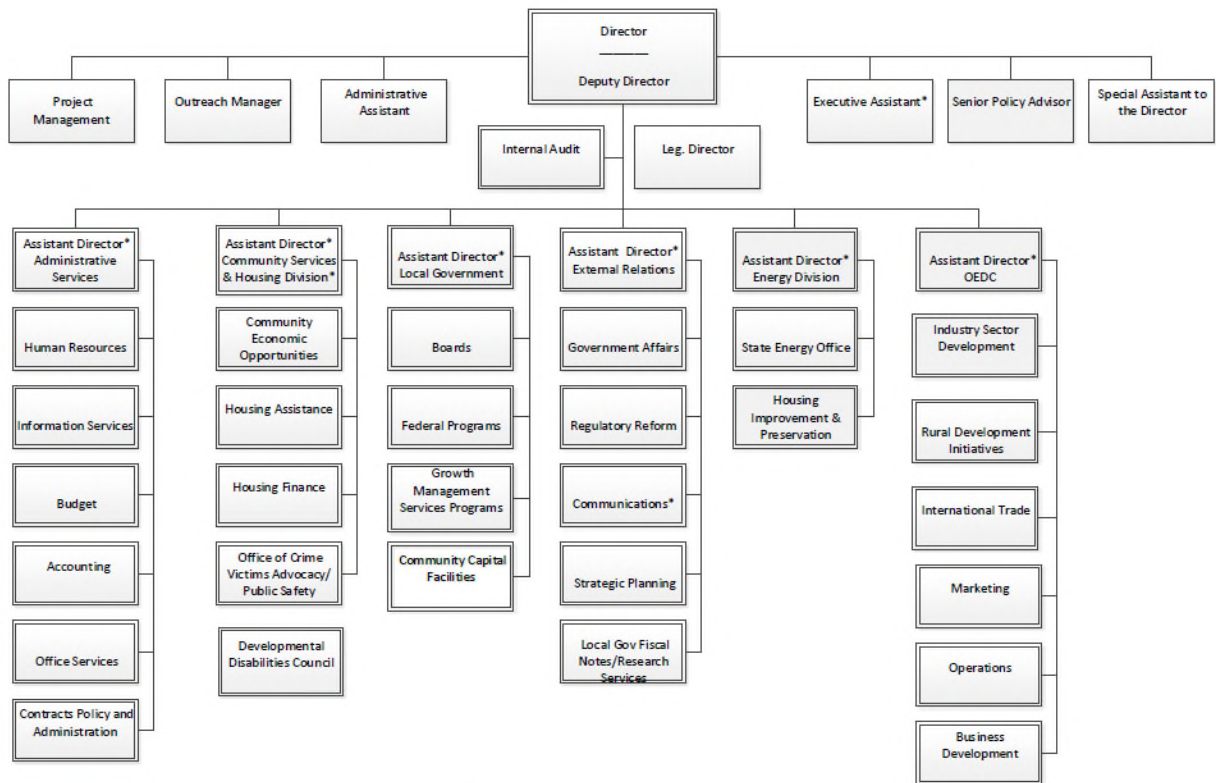 Director
Deputy Director
Project
Management
Outreach Manager
Administrative
Assistant
Executive Assistant*
Senior Policy Advisor
Special Assistant to
the Director
Internal Audit
Leg. Director
Assistant Director*
Administrative
Services
Human Resources
Information Services
Budget
Accounting
Office Services
Contracts Policy and
Administration
Assistant Director*
Community Services
& Housing Division*
Community
Economic
Opportunities
Housing Assistance
Housing Finance
Office of Crime
Victims Advocacy/
Public Safety
Developmental
Disabilities Council
Assistant Director*
Local Government
Boards
Federal Programs
Growth
Management
Services Programs
Community Capital
Facilities
Assistant Director*
External Relations
Government Affairs
Regulatory Reform
Communications*
Strategic Planning
Local Gov Fiscal
Notes/Research
Services
Assistant Director*
Energy Division
State Energy Office
Housing
Improvement &
Preservation
Assistant Director*
OEDC
Industry Sector
Development
Rural Development
Initiatives
International Trade
Marketing
Operations
Business
Development